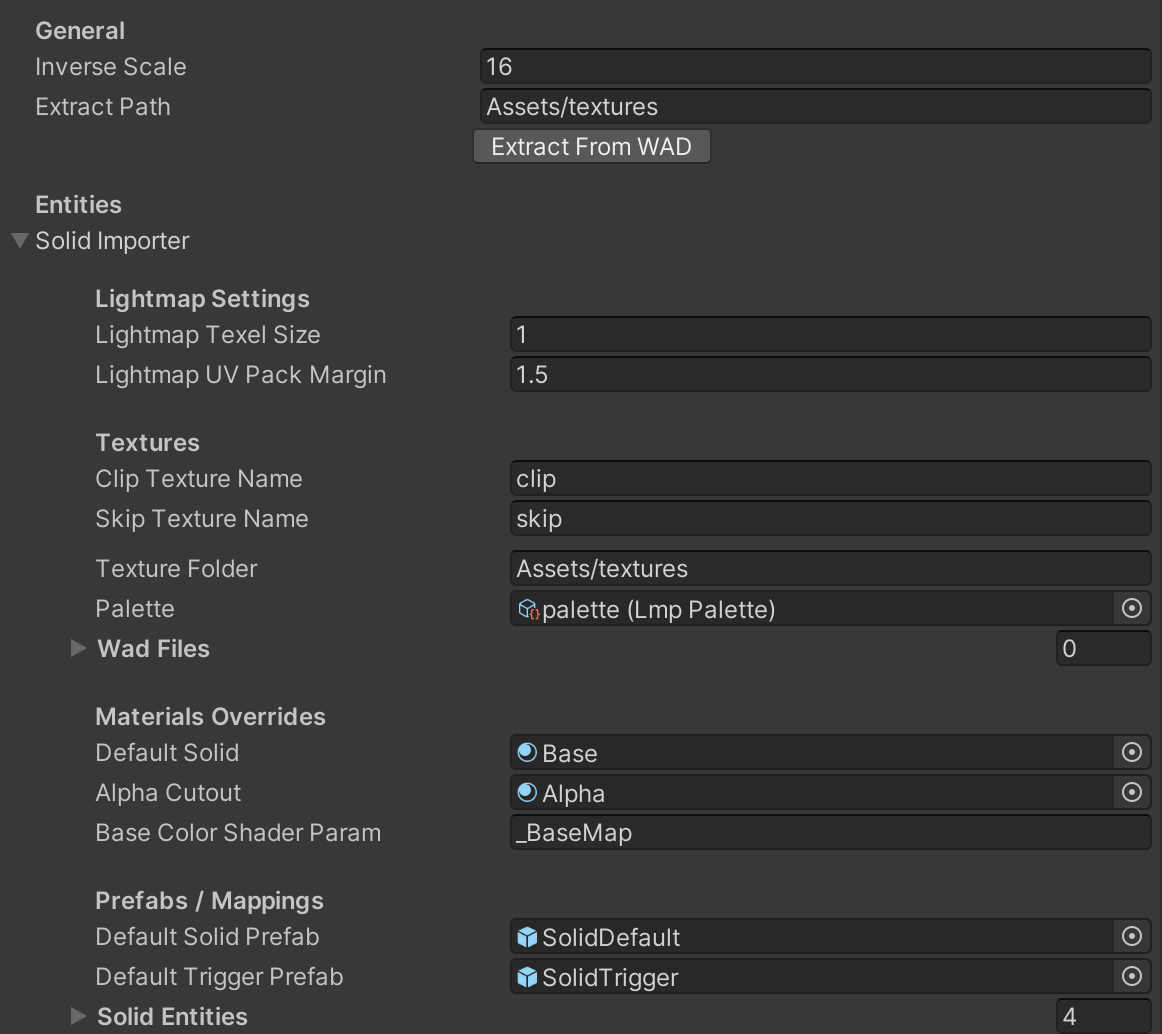 General
Inverse Scale 16
Extract Path Assets/textures
Extract From WAD
Entities
Solid Importer
Lightmap Settings
Lightmap Texel Size 1
Lightmap UV Pack Margin 1.5
Textures
Clip Texture Name clip
Skip Texture Name skip
Texture Folder Assets/textures
Palette palette (Lmp Palette)
Wad Files 0
Materials Overrides
Default Solid Base
Alpha Cutout Alpha
Base Color Shader Param _BaseMap
Prefabs / Mappings
Default Solid Prefab SolidDefault
Default Trigger Prefab SolidTrigger
Solid Entities 4